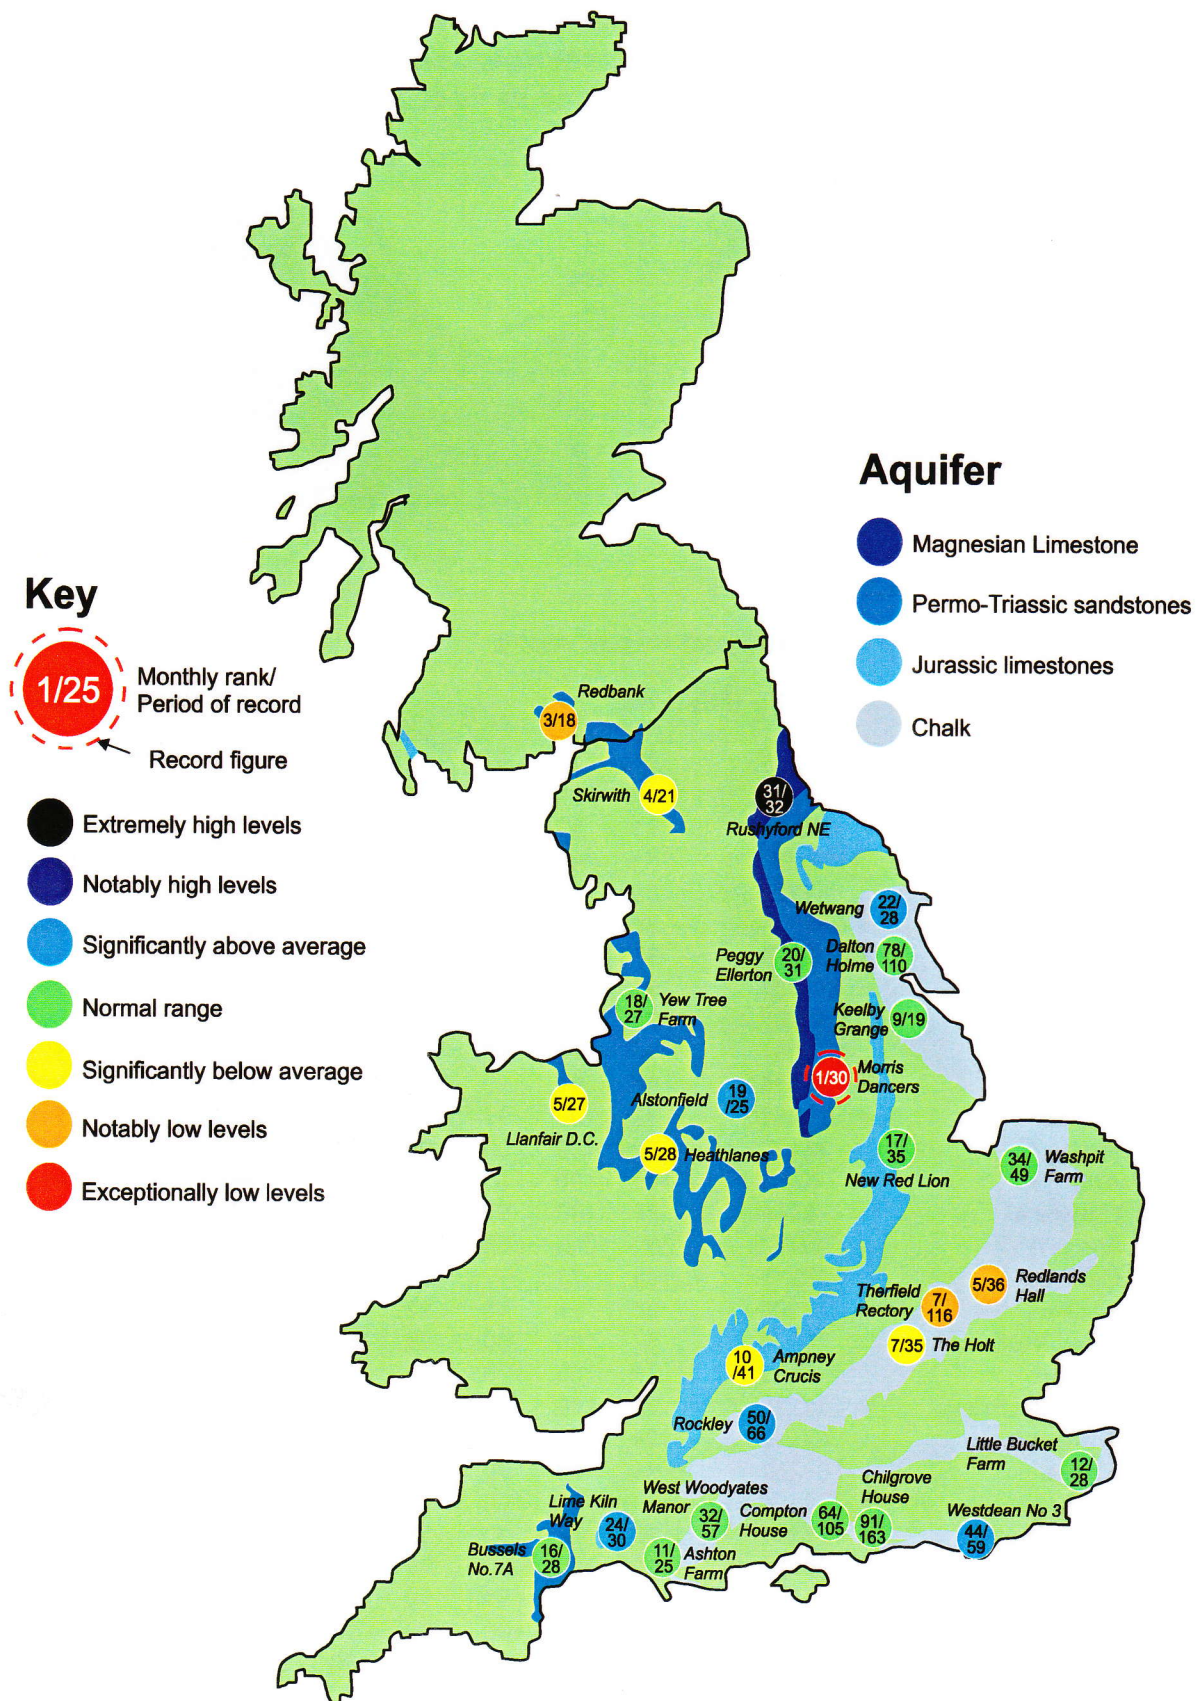 Aquifer
Magnesian Limestone
Permo-Triassic sandstones
Jurassic limestones
Chalk
Key
1/25
Monthly rank/
Period of record
Record figure
Extremely high levels
Notably high levels
Significantly above average
Normal range
Significantly below average
Notably low levels
Exceptionally low levels
Redbank
3/18
Skirwith
4/21
31/
32
Rushyford NE
Wetwang
22/
28
Peggy
Ellerton
20/
31
Dalton
Holme
78/
110
18/
27
Yew Tree
Farm
Keelby
Grange
9/19
1/30
Morris
Dancers
5/27
Llanfair D.C.
Alstonfield
19
/25
5/28
Heathlanes
17/
35
New Red Lion
34/
49
Washpit
Farm
5/36
Redlands
Hall
Therfield
Rectory
7/
116
7/35
The Holt
10
/41
Ampney
Crucis
Rockley
50/
66
Little Bucket
Farm
12/
28
West Woodyates
Manor
32/
57
Compton
House
64/
105
Chilgrove
House
91/
163
Westdean No 3
44/
59
Lime Kiln
Way
24/
30
Bussels
No.7A
16/
28
11/
25
Ashton
Farm